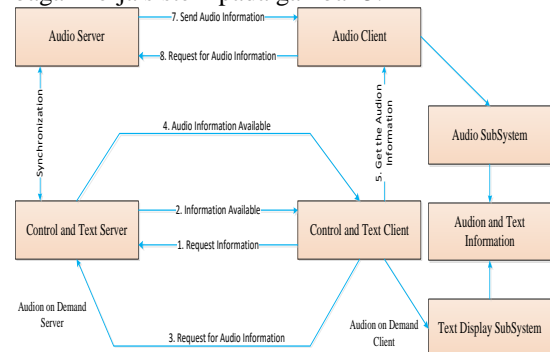 sistem pada gambar
7. Send Audio Information
Audio Server
Audio Client
8. Request for Audio Information
Synchronization
4. Audio Information Available
5. Get the Audion
Information
Audio SubSystem
2. Information Available
Control and Text Server
Control and Text Client
1. Request Information
Audion and Text
Information
Audion on Demand
Server
3. Request for Audio Information
Audion on Demand
Client
Text Display SubSystem